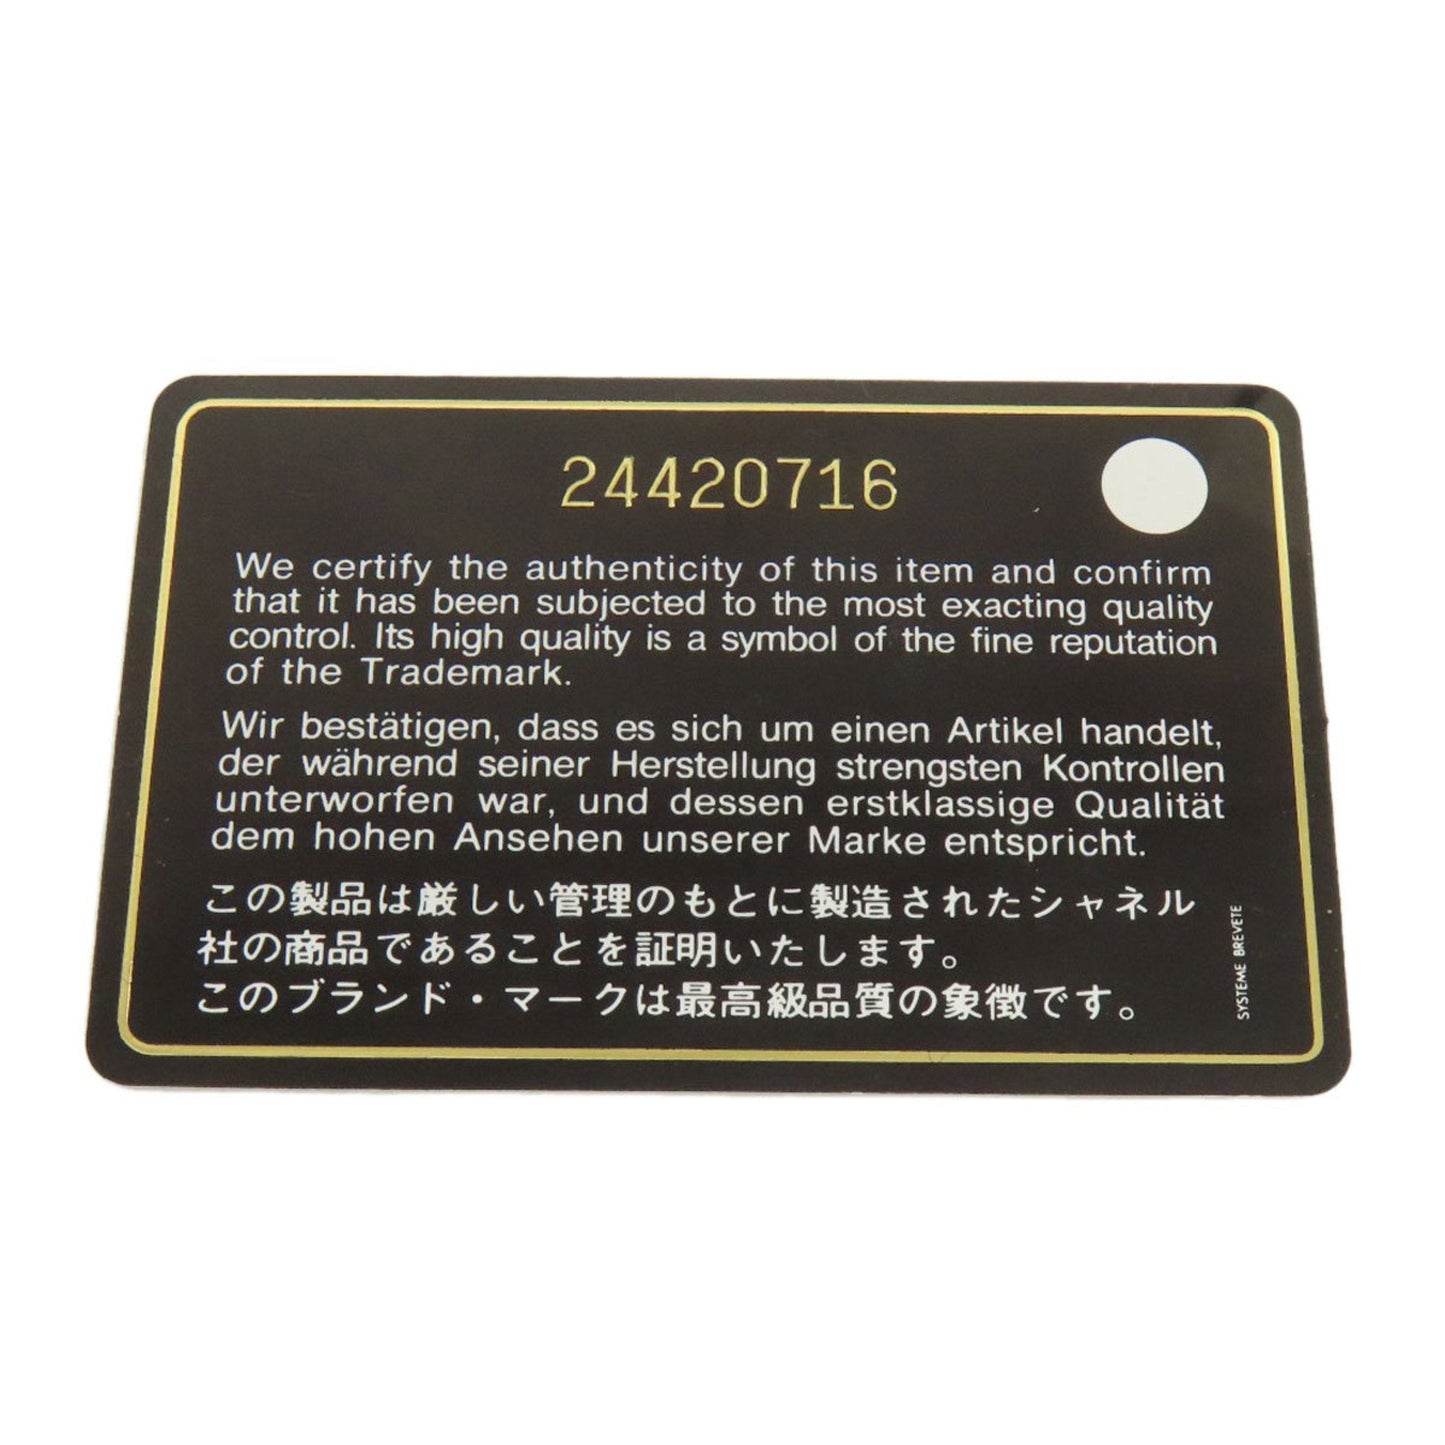 24420716
We certify the authenticity of this item and confirm
that it has been subjected to the most exacting quality
control. Its high quality is a symbol of the fine reputation
of the Trademark.
Wir bestätigen, dass es sich um einen Artikel handelt,
der während seiner Herstellung strengsten Kontrollen
unterworfen war, und dessen erstklassige Qualität
dem hohen Ansehen unserer Marke entspricht.
この製品は厳しい管理のもとに製造されたシャネル
社の商品であることを証明いたします。
このブランド・マークは最高級品質の象徴です。
SYSTEME BREVETE